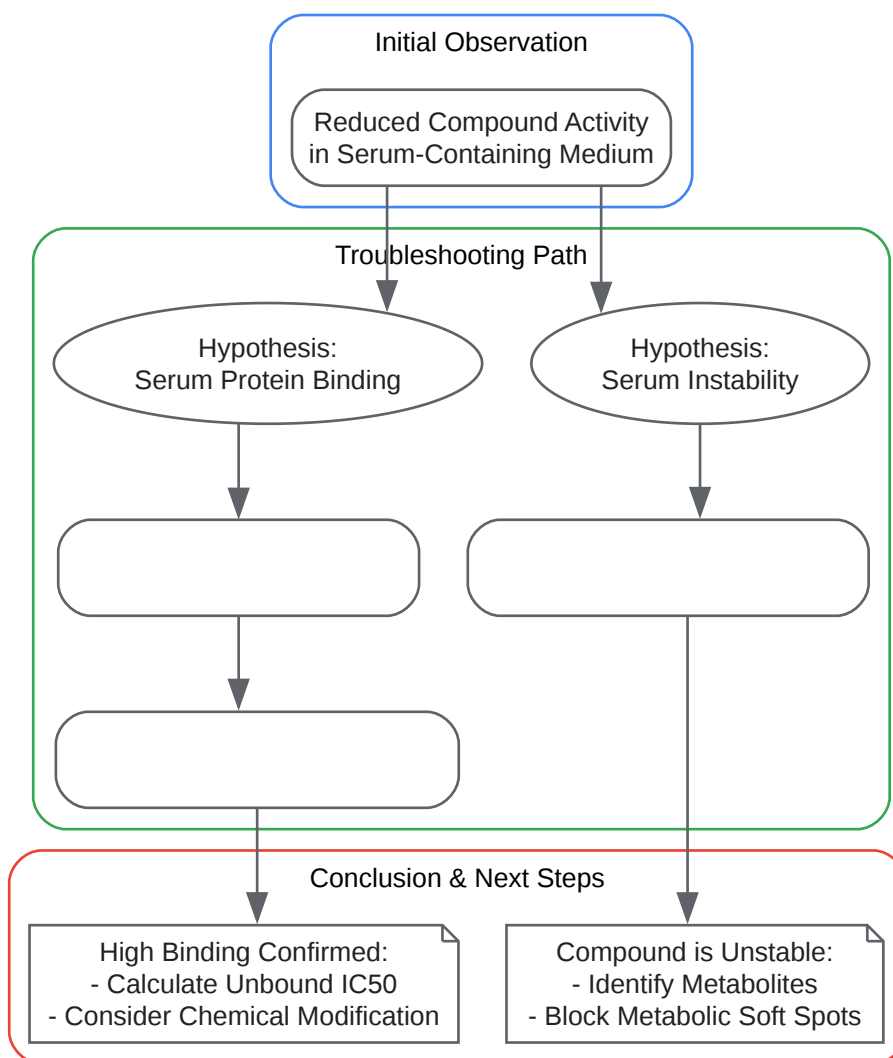 Initial Observation
Reduced Compound Activity
in Serum-Containing Medium
Troubleshooting Path
Hypothesis:
Serum Protein Binding
Hypothesis:
Serum Instability
Conclusion & Next Steps
High Binding Confirmed:
- Calculate Unbound IC50
- Consider Chemical Modification
Compound is Unstable:
- Identify Metabolites
- Block Metabolic Soft Spots